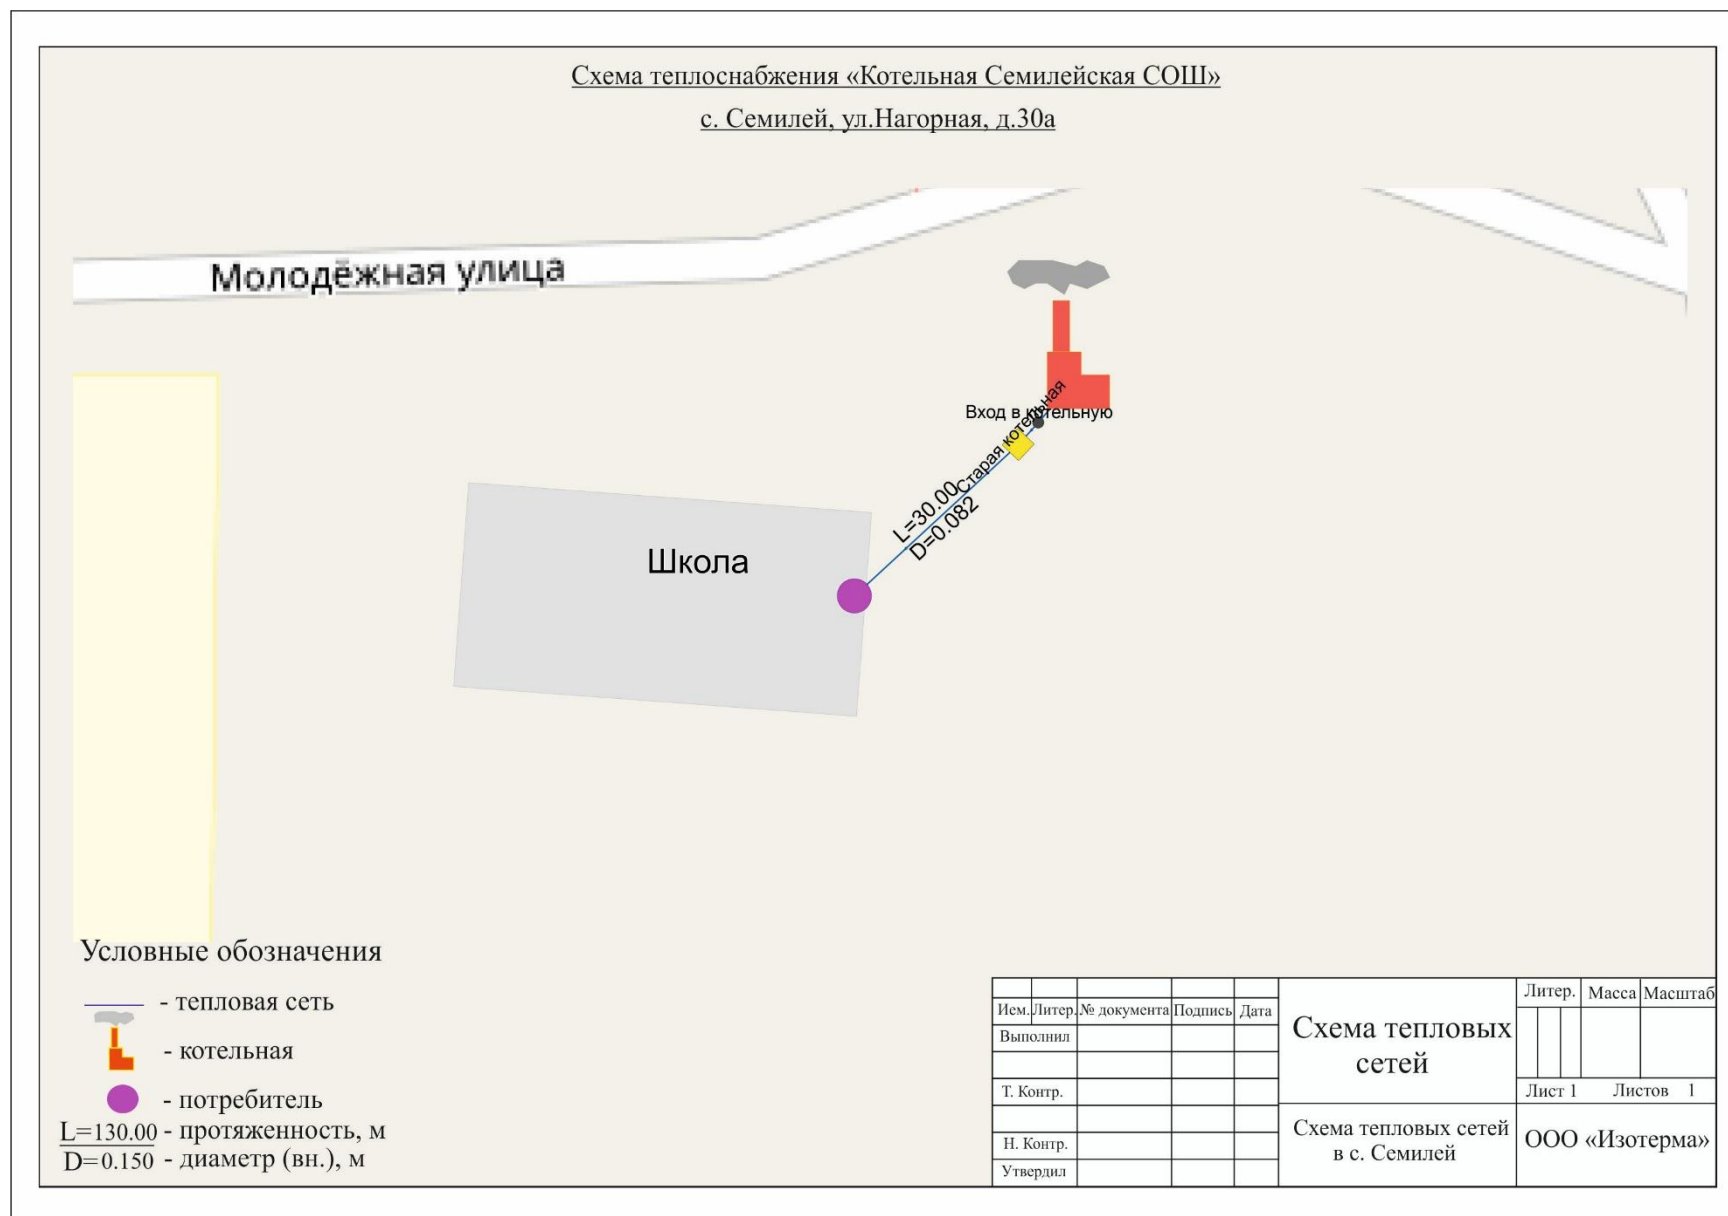 Схема теплоснабжения «Котельная Семилейская СОШ»
с. Семилей, ул.Нагорная, д.30а
Молодёжная улица
Вход в котельную
Старая котельная
L=30.00
D=0.082
Школа
Условные обозначения
- тепловая сеть
- котельная
- потребитель
L=130.00 - протяженность, м
D=0.150 - диаметр (вн.), м
Ием. Литер. № документа Подпись Дата
Выполнил
Т. Контр.
Н. Контр.
Утвердил
Схема тепловых
сетей
Схема тепловых сетей
в с. Семилей
Литер. Масса Масштаб
Лист 1 Листов 1
ООО «Изотерма»